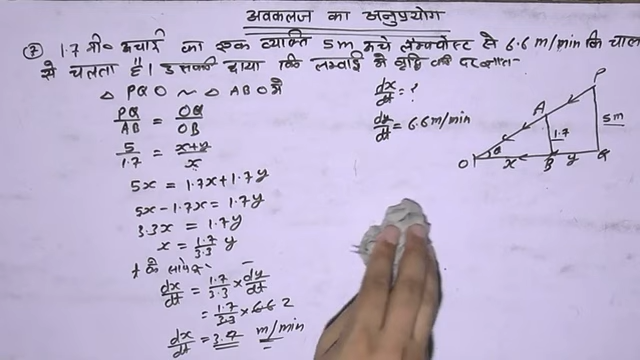 अवकलज का अनुप्रयोग
7 1.7 मी० ऊचाई का एक व्यक्ति 5m ऊचे लैम्पपोस्ट से 6.6 m/min कि चाल
से चलता है। उसकी छाया कि लम्बाई मे वृद्धि की दर
△ PQO ~ △ ABO में
PQ/AB = OQ/OB
5/1.7 = x+y/x
5x = 1.7x+1.7y
5x-1.7x = 1.7y
3.3x = 1.7y
x = 1.7/3.3 y
t के सापेक्ष
dx/dt = 1.7/3.3 × dy/dt
= 1.7/3.3 × 6.6 2
dx/dt = 3.4 m/min
dx/dt = ?
dy/dt = 6.6 m/min
P
A
5m
1.7
O θ x B y Q